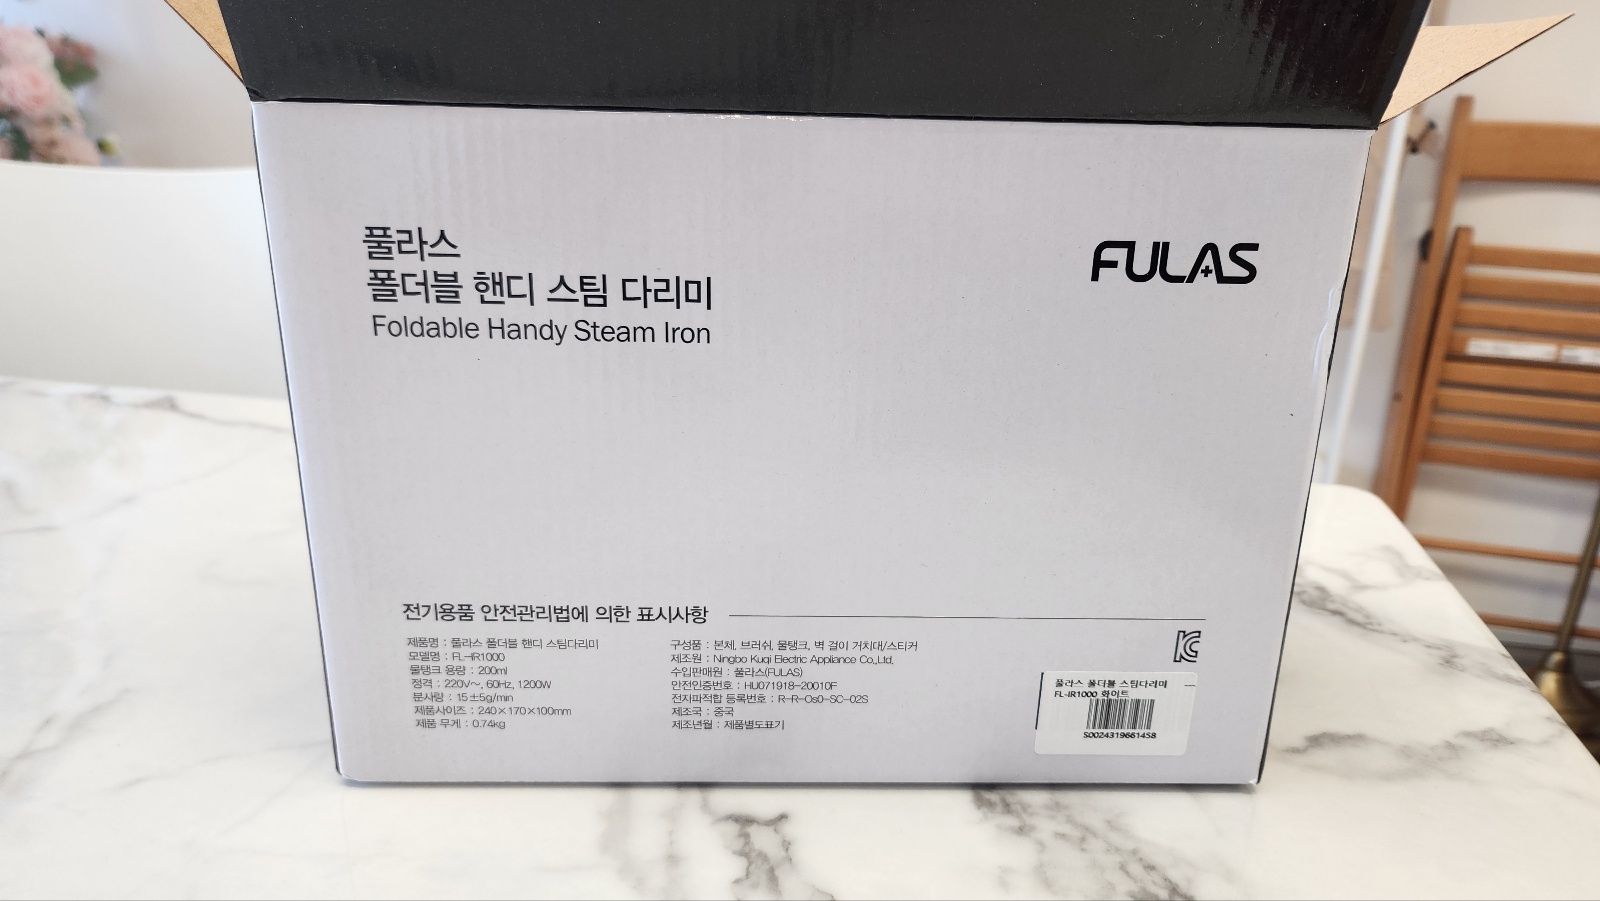 풀라스
폴더블 핸디 스팀 다리미
Foldable Handy Steam Iron
FULAS
전기용품 안전관리법에 의한 표시사항
제품명 : 풀라스 폴더블 핸디 스팀다리미
모델명 : FL-IR1000
물탱크 용량 : 200ml
정격 : 220V~, 60Hz, 1200W
분사량 : 15±5g/min
제품사이즈 : 240×170×100mm
제품 무게 : 0.74kg
구성품 : 본체, 브러쉬, 물탱크, 벽 걸이 거치대/스티커
제조원 : Ningbo Kuqi Electric Appliance Co.,Ltd.
수입판매원 : 풀라스(FULAS)
안전인증번호 : HU071918-20010F
전자파적합 등록번호 : R-R-Os0-SC-02S
제조국 : 중국
제조년월 : 제품별도표기
풀라스 폴더블 스팀다리미
FL-IR1000 화이트
S0024319661458